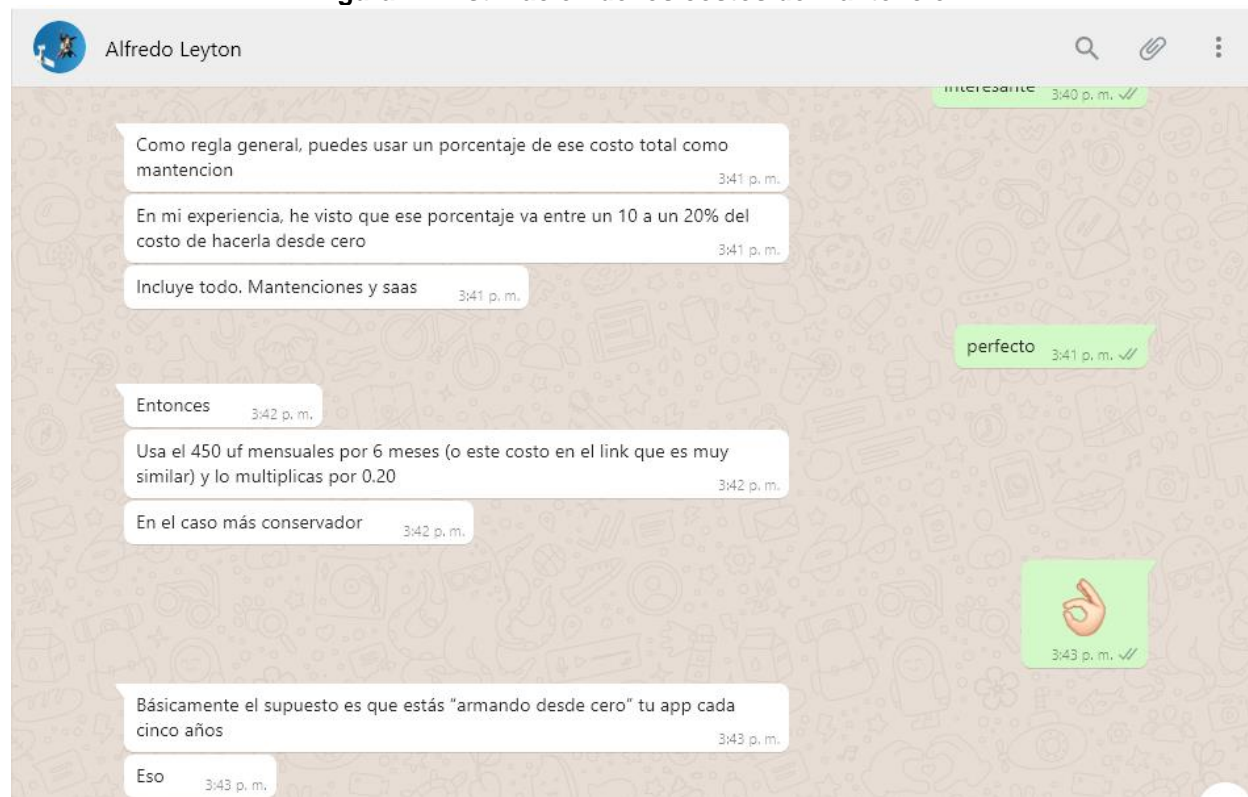 Alfredo Leyton
interesante 3:40 p. m.
Como regla general, puedes usar un porcentaje de ese costo total como
mantencion
3:41 p. m.
En mi experiencia, he visto que ese porcentaje va entre un 10 a un 20% del
costo de hacerla desde cero
3:41 p. m.
Incluye todo. Mantenciones y saas 3:41 p. m.
perfecto 3:41 p. m.
Entonces 3:42 p. m.
Usa el 450 uf mensuales por 6 meses (o este costo en el link que es muy
similar) y lo multiplicas por 0.20
3:42 p. m.
En el caso más conservador 3:42 p. m.
3:43 p. m.
Básicamente el supuesto es que estás “armando desde cero” tu app cada
cinco años
3:43 p. m.
Eso 3:43 p. m.